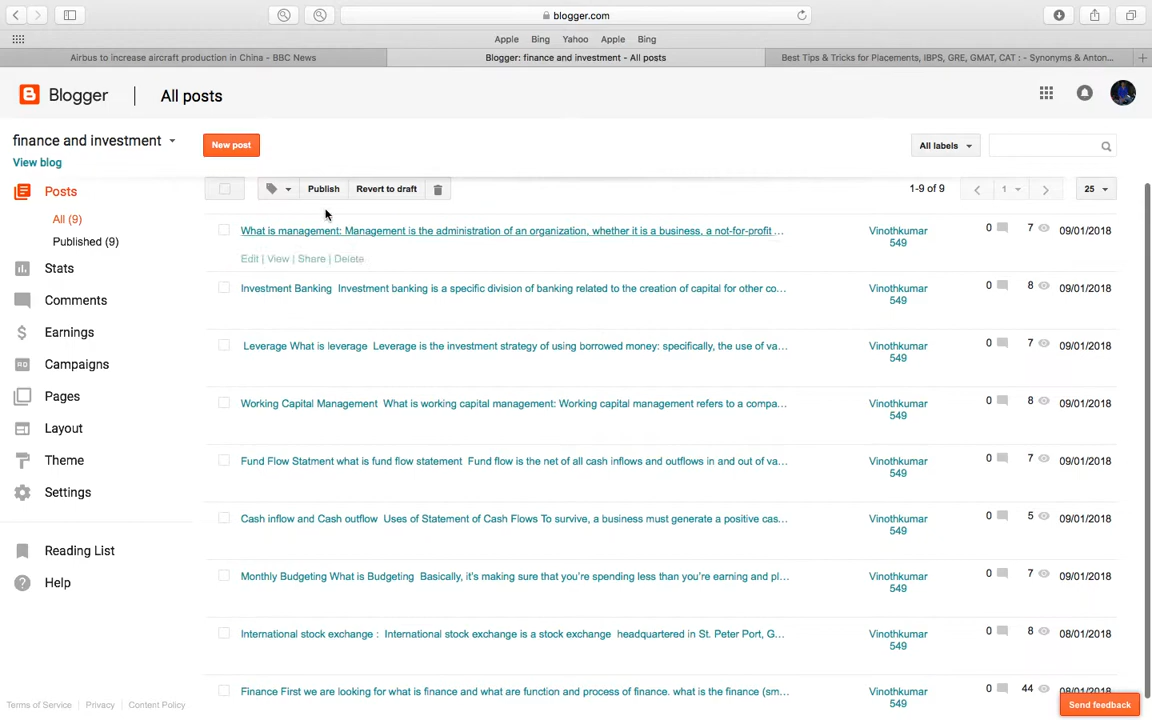 blogger.com
Apple Bing Yahoo Apple Bing
Airbus to increase aircraft production in China - BBC News
Blogger: finance and investment - All posts
Best Tips & Tricks for Placements, IBPS, GRE, GMAT, CAT : - Synonyms & Anton...
Blogger All posts
finance and investment
New post
All labels
View blog
Posts
Publish Revert to draft 1-9 of 9 1 25
All (9)
Published (9)
Stats
Comments
Earnings
Campaigns
Pages
Layout
Theme
Settings
Reading List
Help
What is management: Management is the administration of an organization, whether it is a business, a not-for-profit ... Vinothkumar 0 7 09/01/2018
549
Edit | View | Share | Delete
Investment Banking Investment banking is a specific division of banking related to the creation of capital for other co... Vinothkumar 0 8 09/01/2018
549
Leverage What is leverage Leverage is the investment strategy of using borrowed money: specifically, the use of va... Vinothkumar 0 7 09/01/2018
549
Working Capital Management What is working capital management: Working capital management refers to a compa... Vinothkumar 0 8 09/01/2018
549
Fund Flow Statment what is fund flow statement Fund flow is the net of all cash inflows and outflows in and out of va... Vinothkumar 0 7 09/01/2018
549
Cash inflow and Cash outflow Uses of Statement of Cash Flows To survive, a business must generate a positive cas... Vinothkumar 0 5 09/01/2018
549
Monthly Budgeting What is Budgeting Basically, it's making sure that you're spending less than you're earning and pl... Vinothkumar 0 7 09/01/2018
549
International stock exchange : International stock exchange is a stock exchange headquartered in St. Peter Port, G... Vinothkumar 0 8 08/01/2018
549
Finance First we are looking for what is finance and what are function and process of finance. what is the finance (sm... Vinothkumar 0 44 08/01/2018
549
Terms of Service | Privacy | Content Policy
Send feedback